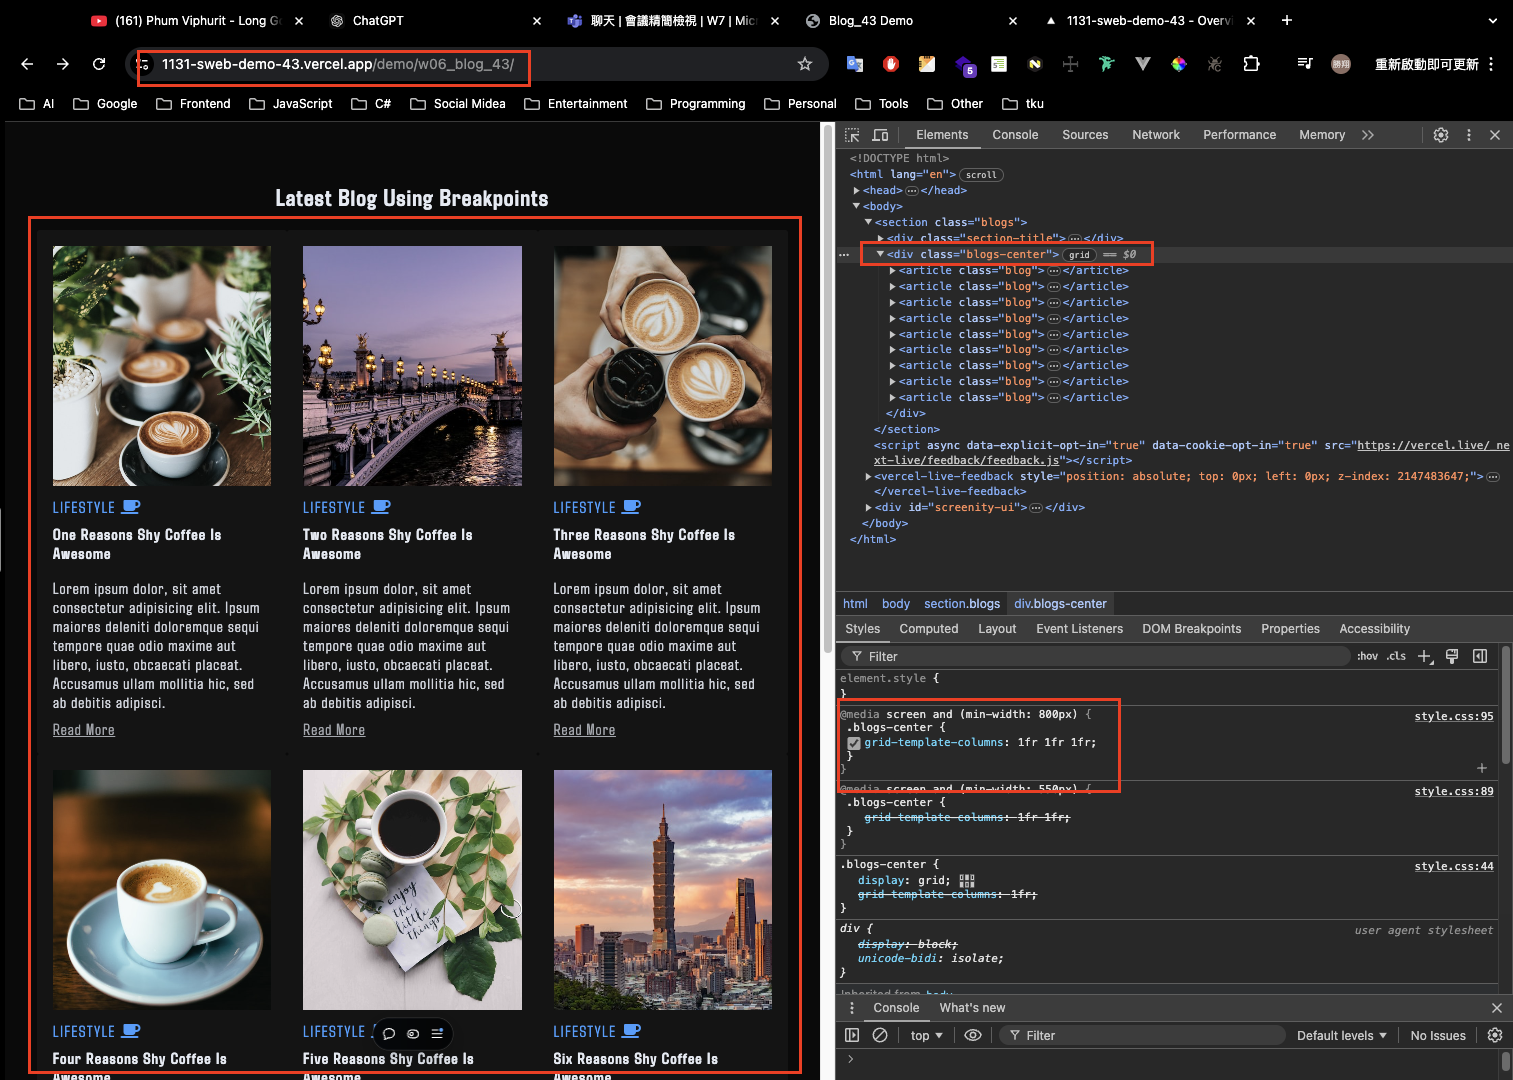 (161) Phum Viphurit - Long G
ChatGPT
聊天 | 會議精簡檢視 | W7 | Mic
Blog_43 Demo
1131-sweb-demo-43 - Overvi
1131-sweb-demo-43.vercel.app/demo/w06_blog_43/
5
重新啟動即可更新
AI
Google
Frontend
JavaScript
C#
Social Midea
Entertainment
Programming
Personal
Tools
Other
tku
Latest Blog Using Breakpoints
LIFESTYLE
One Reasons Shy Coffee Is
Awesome
Lorem ipsum dolor, sit amet
consectetur adipisicing elit. Ipsum
maiores deleniti doloremque sequi
tempore quae odio maxime aut
libero, iusto, obcaecati placeat.
Accusamus ullam mollitia hic, sed
ab debitis adipisci.
Read More
LIFESTYLE
Two Reasons Shy Coffee Is
Awesome
Lorem ipsum dolor, sit amet
consectetur adipisicing elit. Ipsum
maiores deleniti doloremque sequi
tempore quae odio maxime aut
libero, iusto, obcaecati placeat.
Accusamus ullam mollitia hic, sed
ab debitis adipisci.
Read More
LIFESTYLE
Three Reasons Shy Coffee Is
Awesome
Lorem ipsum dolor, sit amet
consectetur adipisicing elit. Ipsum
maiores deleniti doloremque sequi
tempore quae odio maxime aut
libero, iusto, obcaecati placeat.
Accusamus ullam mollitia hic, sed
ab debitis adipisci.
Read More
LIFESTYLE
Four Reasons Shy Coffee Is
Awesome
enjoy
the
little
things
LIFESTYLE
Five Reasons Shy Coffee Is
Awesome
LIFESTYLE
Six Reasons Shy Coffee Is
Awesome
Elements
Console
Sources
Network
Performance
Memory
<!DOCTYPE html>
<html lang="en"> scroll
<head> … </head>
<body>
<section class="blogs">
<div class="section-title"> … </div>
<div class="blogs-center"> grid == $0
<article class="blog"> … </article>
<article class="blog"> … </article>
<article class="blog"> … </article>
<article class="blog"> … </article>
<article class="blog"> … </article>
<article class="blog"> … </article>
<article class="blog"> … </article>
<article class="blog"> … </article>
<article class="blog"> … </article>
</div>
</section>
<script async data-explicit-opt-in="true" data-cookie-opt-in="true" src="https://vercel.live/_ne
xt-live/feedback/feedback.js"></script>
<vercel-live-feedback style="position: absolute; top: 0px; left: 0px; z-index: 2147483647;"> …
</vercel-live-feedback>
<div id="screenity-ui"> … </div>
</body>
</html>
html
body
section.blogs
div.blogs-center
Styles
Computed
Layout
Event Listeners
DOM Breakpoints
Properties
Accessibility
Filter
:hov
.cls
element.style {
}
@media screen and (min-width: 800px) {
style.css:95
.blogs-center {
grid-template-columns: 1fr 1fr 1fr;
}
}
@media screen and (min-width: 550px) {
style.css:89
.blogs-center {
grid-template-columns: 1fr 1fr;
}
}
.blogs-center {
style.css:44
display: grid;
grid-template-columns: 1fr;
}
div {
user agent stylesheet
display: block;
unicode-bidi: isolate;
}
Inherited from body
Console
What's new
top
Filter
Default levels
No Issues